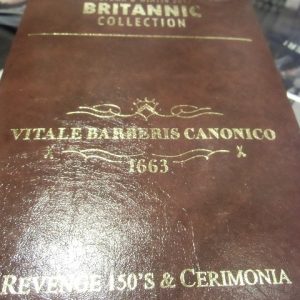 BRITANNIC
COLLECTION
VITALE BARBERIS CANONICO
1663
REVENGE 150'S & CERIMONIA